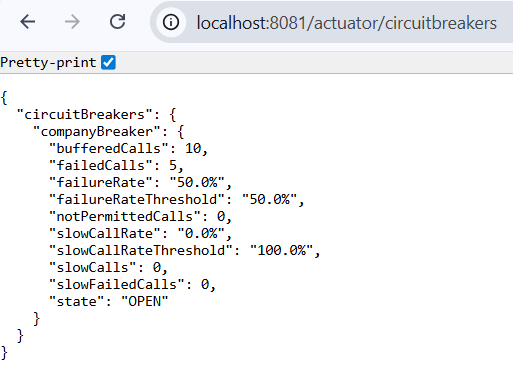 localhost:8081/actuator/circuitbreakers
Pretty-print
{
  "circuitBreakers": {
    "companyBreaker": {
      "bufferedCalls": 10,
      "failedCalls": 5,
      "failureRate": "50.0%",
      "failureRateThreshold": "50.0%",
      "notPermittedCalls": 0,
      "slowCallRate": "0.0%",
      "slowCallRateThreshold": "100.0%",
      "slowCalls": 0,
      "slowFailedCalls": 0,
      "state": "OPEN"
    }
  }
}